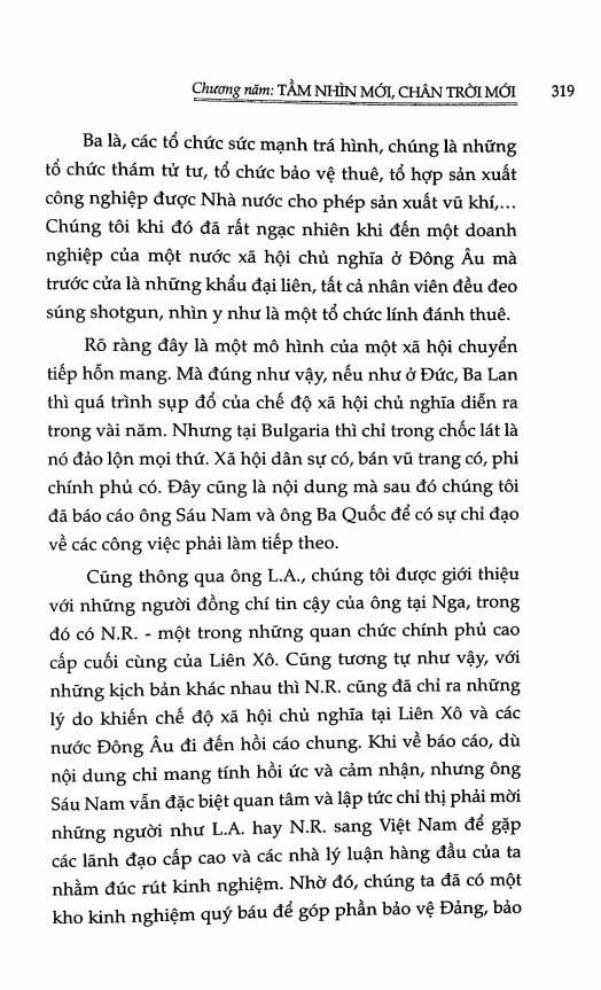 Chương năm: TẦM NHÌN MỚI, CHÂN TRỜI MỚI 319
Ba là, các tổ chức sức mạnh trá hình, chúng là những
tổ chức thám tử tư, tổ chức bảo vệ thuê, tổ hợp sản xuất
công nghiệp được Nhà nước cho phép sản xuất vũ khí,...
Chúng tôi khi đó đã rất ngạc nhiên khi đến một doanh
nghiệp của một nước xã hội chủ nghĩa ở Đông Âu mà
trước cửa là những khẩu đại liên, tất cả nhân viên đều đeo
súng shotgun, nhìn y như là một tổ chức lính đánh thuê.
Rõ ràng đây là một mô hình của một xã hội chuyển
tiếp hỗn mang. Mà đúng như vậy, nếu như ở Đức, Ba Lan
thì quá trình sụp đổ của chế độ xã hội chủ nghĩa diễn ra
trong vài năm. Nhưng tại Bulgaria thì chỉ trong chốc lát là
nó đảo lộn mọi thứ. Xã hội dân sự có, bán vũ trang có, phi
chính phủ có. Đây cũng là nội dung mà sau đó chúng tôi
đã báo cáo ông Sáu Nam và ông Ba Quốc để có sự chỉ đạo
về các công việc phải làm tiếp theo.
Cũng thông qua ông L.A., chúng tôi được giới thiệu
với những người đồng chí tin cậy của ông tại Nga, trong
đó có N.R. - một trong những quan chức chính phủ cao
cấp cuối cùng của Liên Xô. Cũng tương tự như vậy, với
những kịch bản khác nhau thì N.R. cũng đã chỉ ra những
lý do khiến chế độ xã hội chủ nghĩa tại Liên Xô và các
nước Đông Âu đi đến hồi cáo chung. Khi về báo cáo, dù
nội dung chỉ mang tính hồi ức và cảm nhận, nhưng ông
Sáu Nam vẫn đặc biệt quan tâm và lập tức chỉ thị phải mời
những người như L.A. hay N.R. sang Việt Nam để gặp
các lãnh đạo cấp cao và các nhà lý luận hàng đầu của ta
nhằm đúc rút kinh nghiệm. Nhờ đó, chúng ta đã có một
kho kinh nghiệm quý báu để góp phần bảo vệ Đảng, bảo